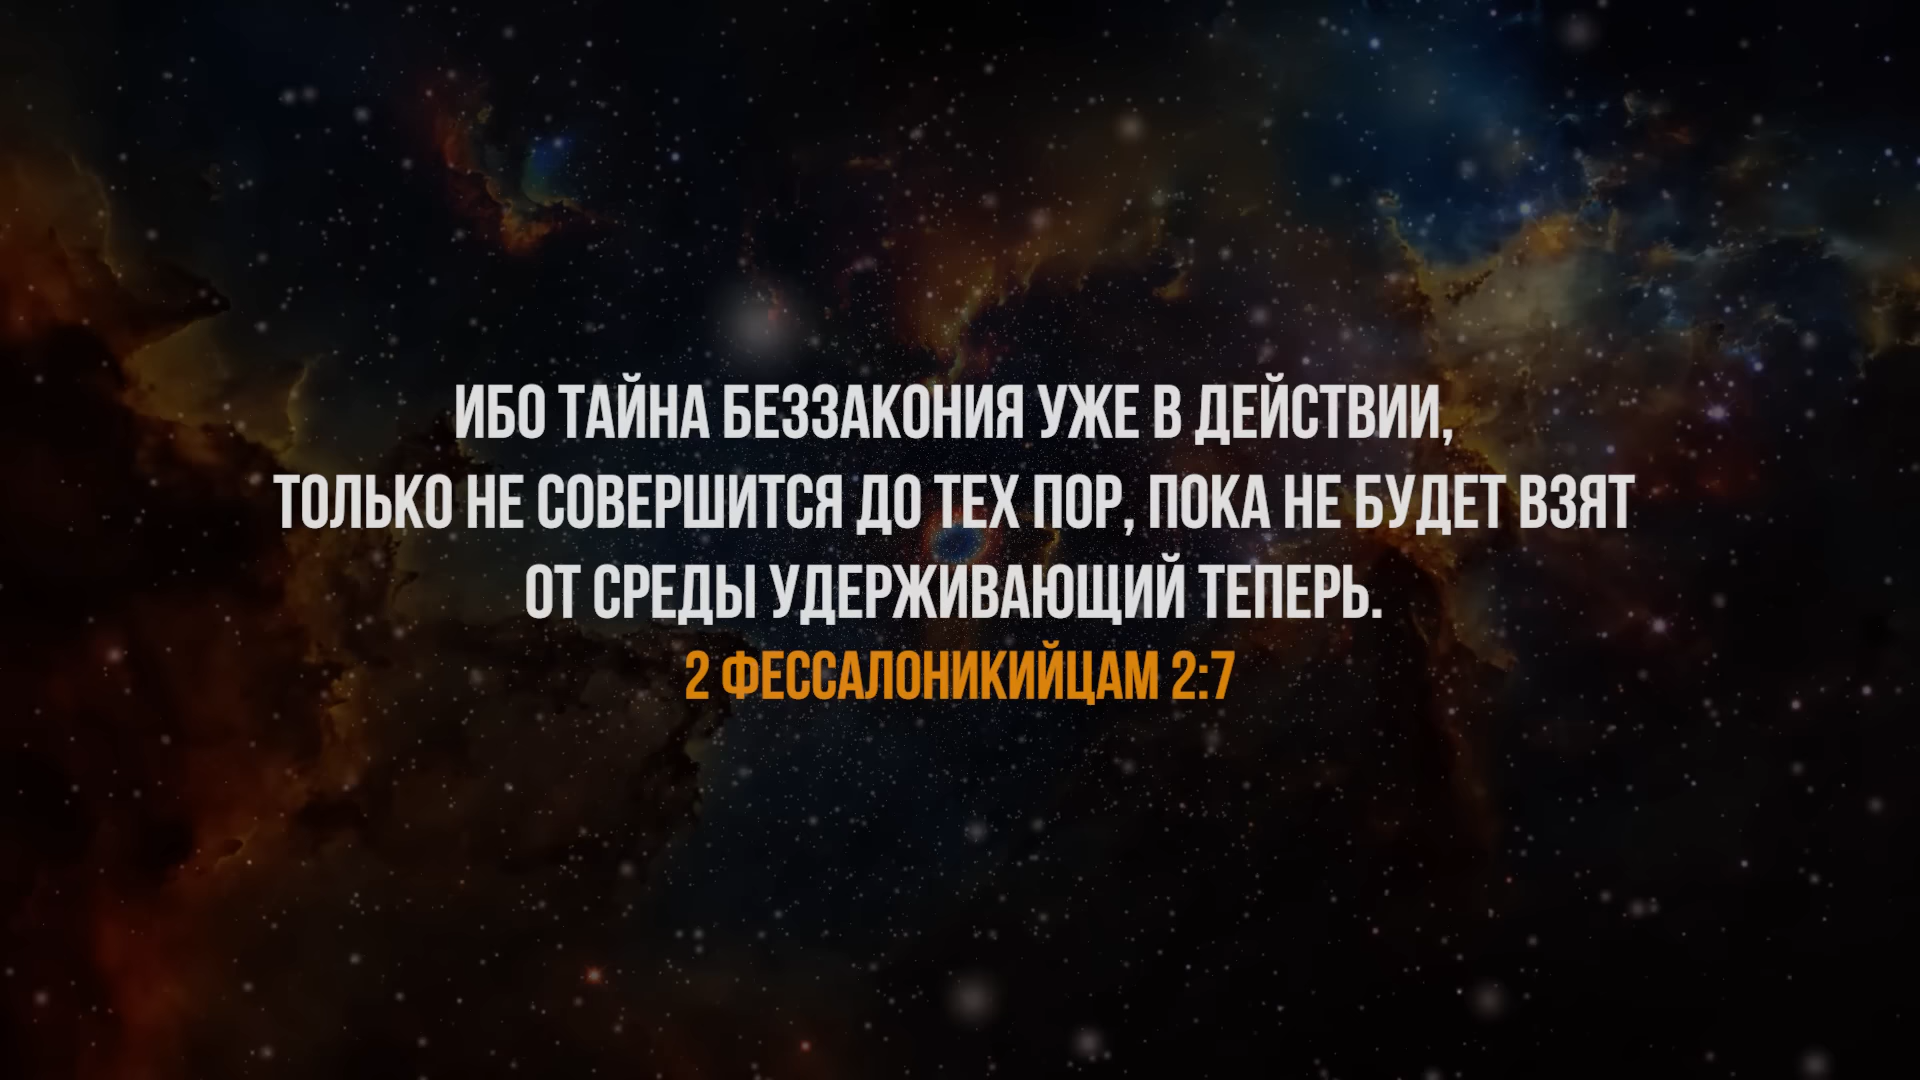 ИБО ТАЙНА БЕЗЗАКОНИЯ УЖЕ В ДЕЙСТВИИ,
ТОЛЬКО НЕ СОВЕРШИТСЯ ДО ТЕХ ПОР, ПОКА НЕ БУДЕТ ВЗЯТ
ОТ СРЕДЫ УДЕРЖИВАЮЩИЙ ТЕПЕРЬ.
2 ФЕССАЛОНИКИЙЦАМ 2:7